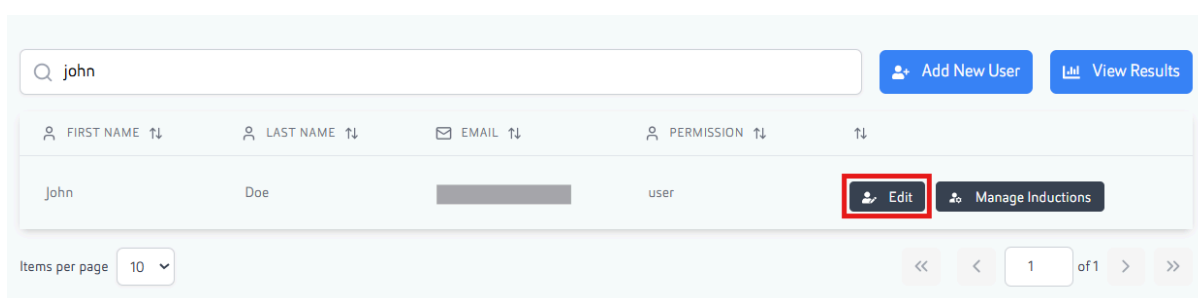 john Add New User View Results
FIRST NAME LAST NAME EMAIL PERMISSION
John Doe user Edit Manage Inductions
Items per page 10 1 of 1